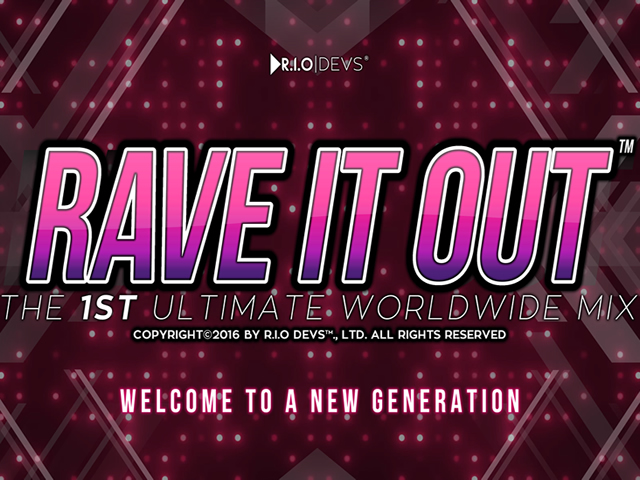 R.I.O|DEVS®
RAVE IT OUT™
THE 1ST ULTIMATE WORLDWIDE MIX
COPYRIGHT©2016 BY R.I.O DEVS™., LTD. ALL RIGHTS RESERVED
WELCOME TO A NEW GENERATION